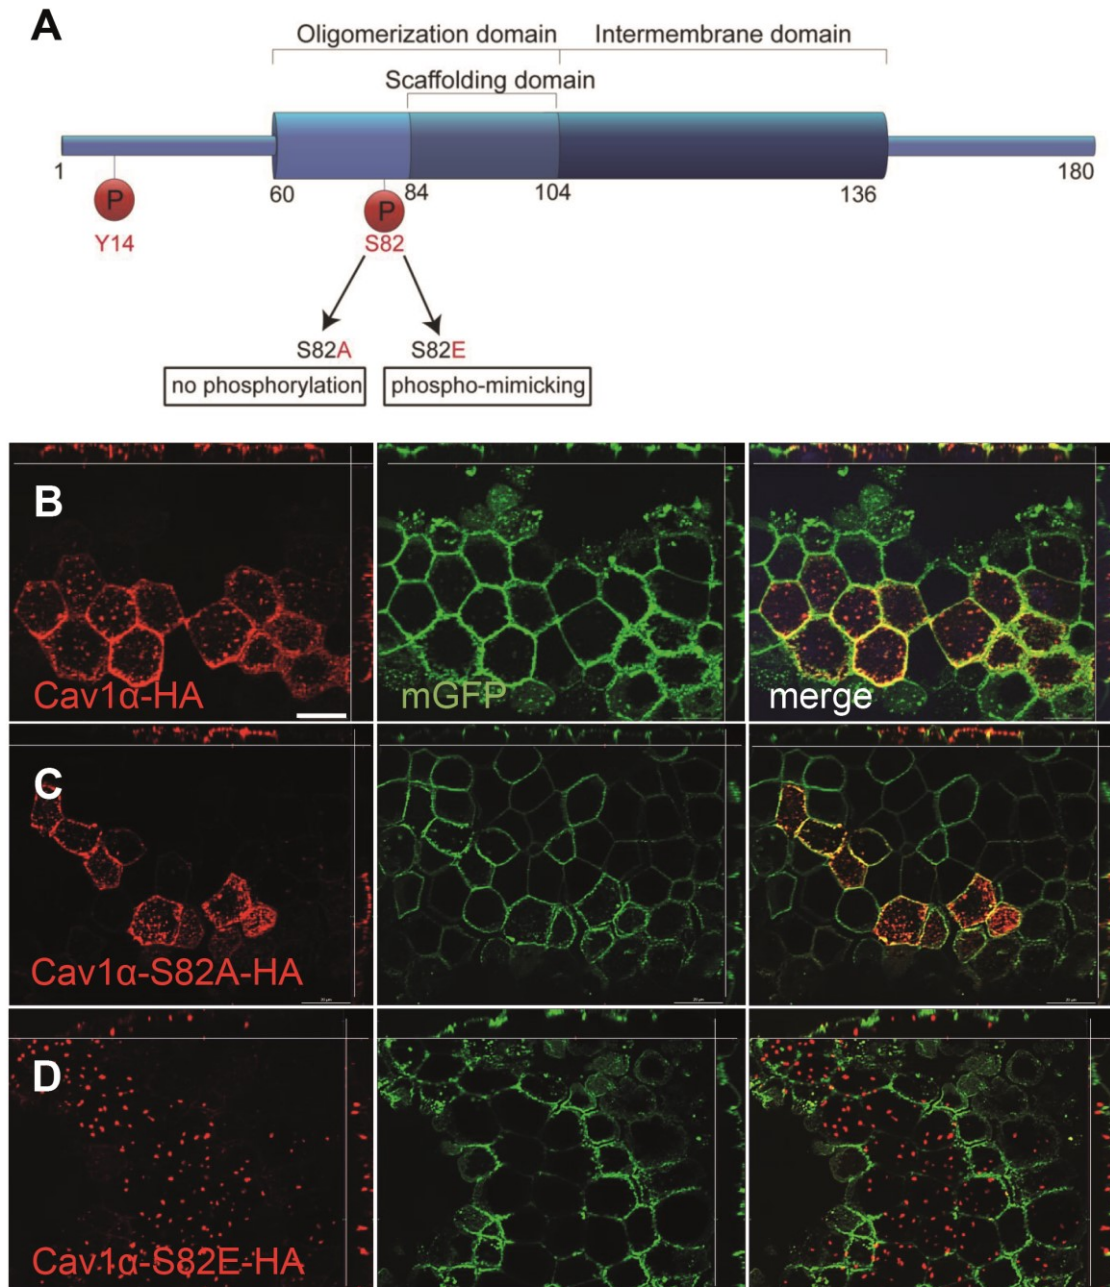 A
Oligomerization domain Intermembrane domain
Scaffolding domain
1 60 84 104 136 180
P P
Y14 S82
S82A S82E
no phosphorylation phospho-mimicking
B
Cav1α-HA mGFP merge
C
Cav1α-S82A-HA
D
Cav1α-S82E-HA